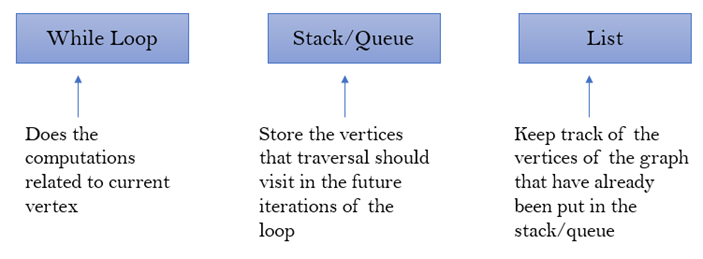 While Loop
Stack/Queue
List
Does the
computations
related to current
vertex
Store the vertices
that traversal should
visit in the future
iterations of the
loop
Keep track of the
vertices of the graph
that have already
been put in the
stack/queue